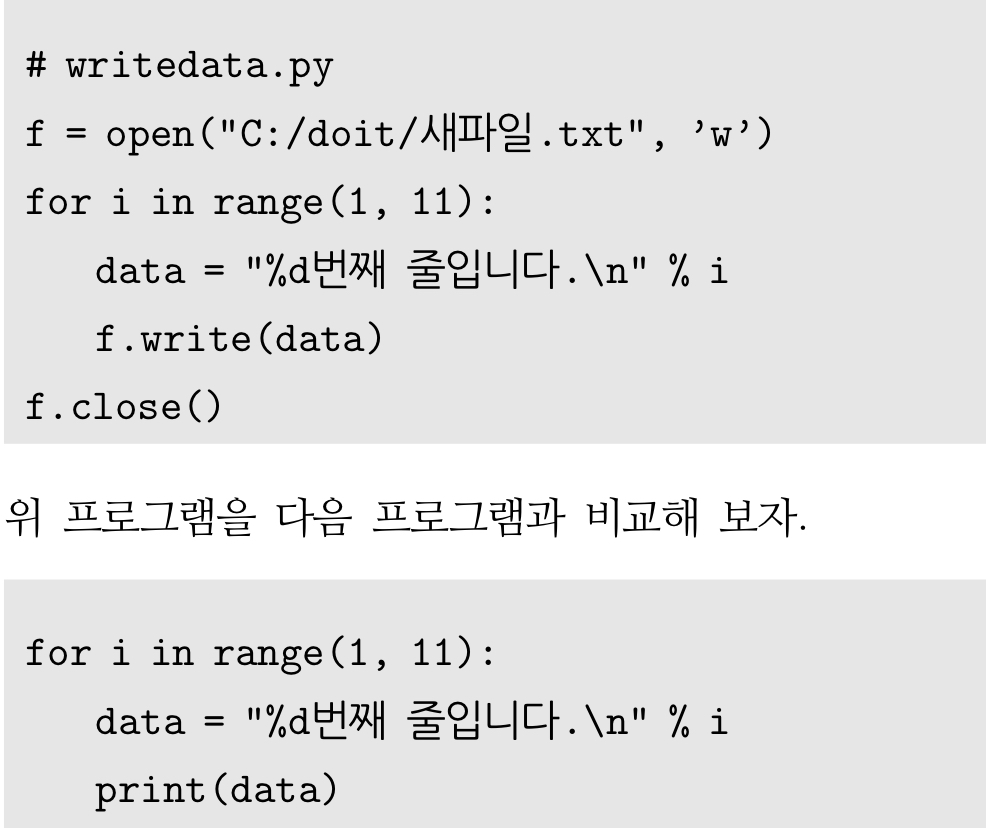 # writedata.py
f = open("C:/doit/새파일.txt", ’w’)
for i in range(1, 11):
    data = "%d번째 줄입니다.\n" % i
    f.write(data)
f.close()
위 프로그램을 다음 프로그램과 비교해 보자.
for i in range(1, 11):
    data = "%d번째 줄입니다.\n" % i
    print(data)